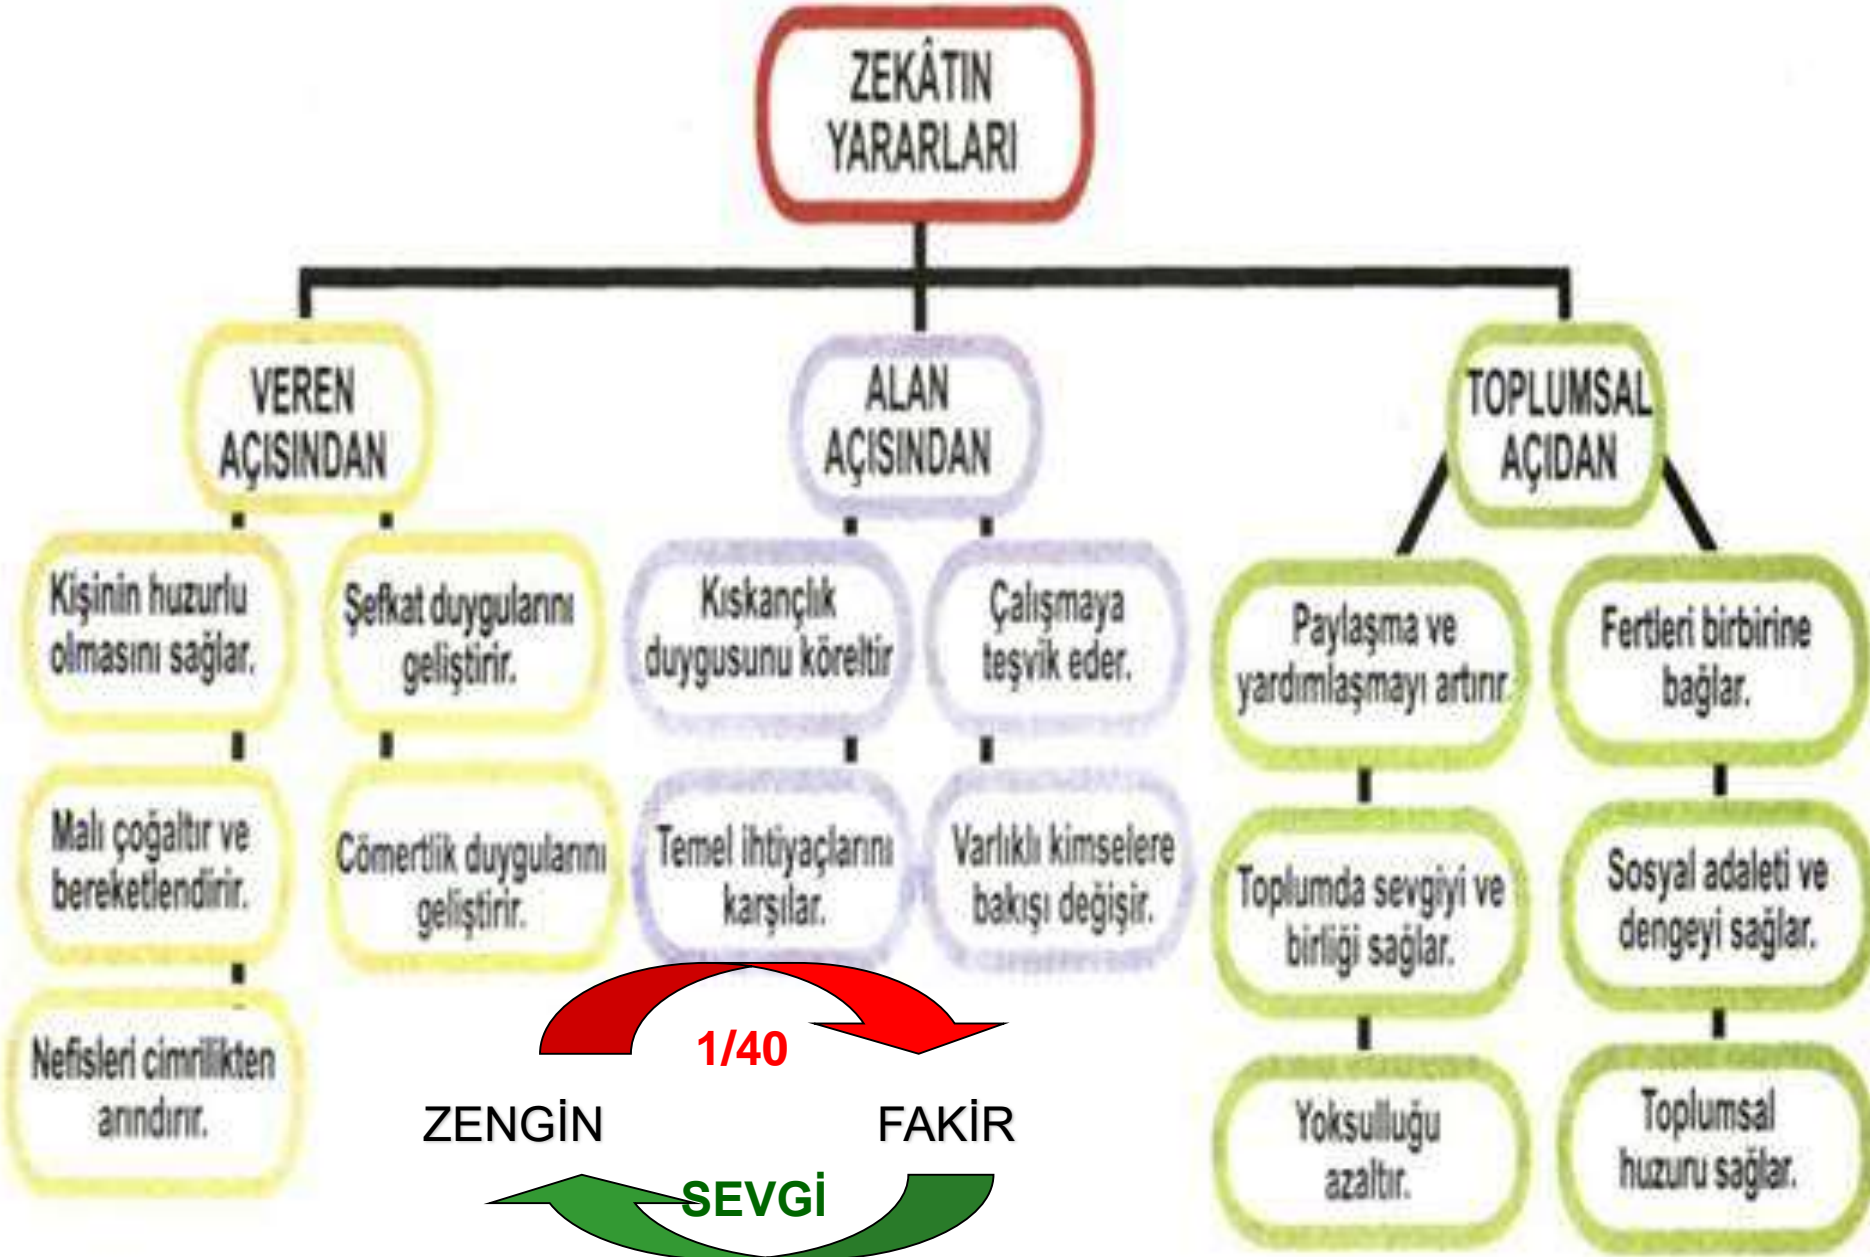 ZEKÂTIN
YARARLARI
VEREN
AÇISINDAN
ALAN
AÇISINDAN
TOPLUMSAL
AÇIDAN
Kişinin huzurlu
olmasını sağlar.
Şefkat duygularını
geliştirir.
Kıskançlık
duygusunu köreltir
Çalışmaya
teşvik eder.
Paylaşma ve
yardımlaşmayı artırır
Fertleri birbirine
bağlar.
Malı çoğaltır ve
bereketlendirir.
Cömertlik duygularını
geliştirir.
Temel ihtiyaçlarını
karşılar.
Varlıklı kimselere
bakışı değişir.
Toplumda sevgiyi ve
birliği sağlar.
Sosyal adaleti ve
dengeyi sağlar.
Nefisleri cimrilikten
arındırır.
1/40
ZENGİN
FAKİR
SEVGİ
Yoksulluğu
azaltır.
Toplumsal
huzuru sağlar.